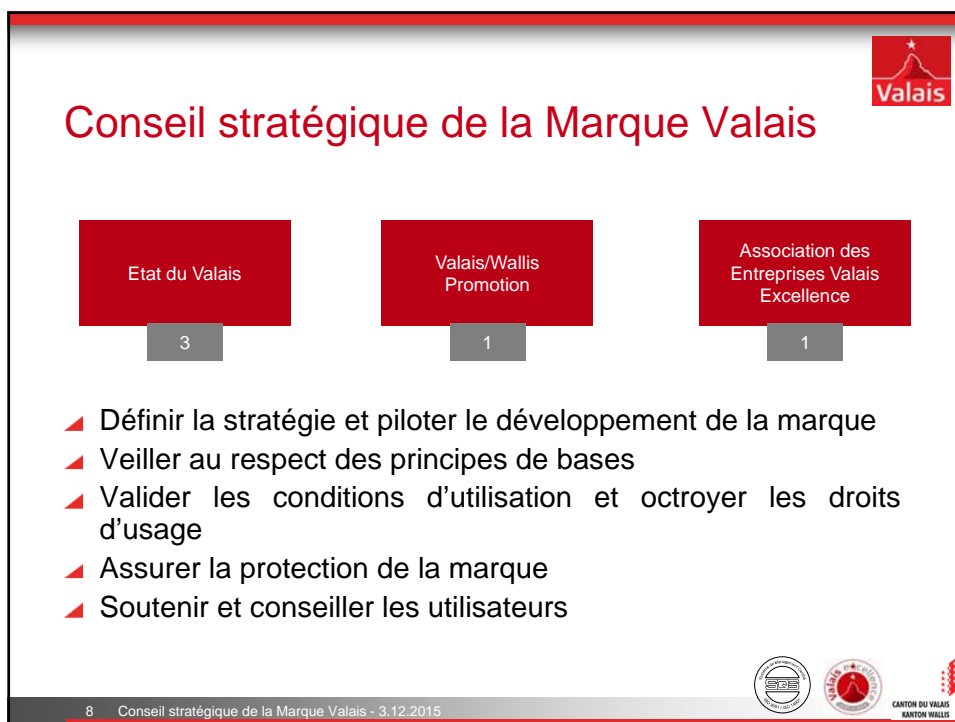 Valais
Conseil stratégique de la Marque Valais
Etat du Valais
3
Valais/Wallis
Promotion
1
Association des
Entreprises Valais
Excellence
1
Définir la stratégie et piloter le développement de la marque
Veiller au respect des principes de bases
Valider les conditions d'utilisation et octroyer les droits
d'usage
Assurer la protection de la marque
Soutenir et conseiller les utilisateurs
SQS
valais excellence
CANTON DU VALAIS
KANTON WALLIS
8 Conseil stratégique de la Marque Valais - 3.12.2015